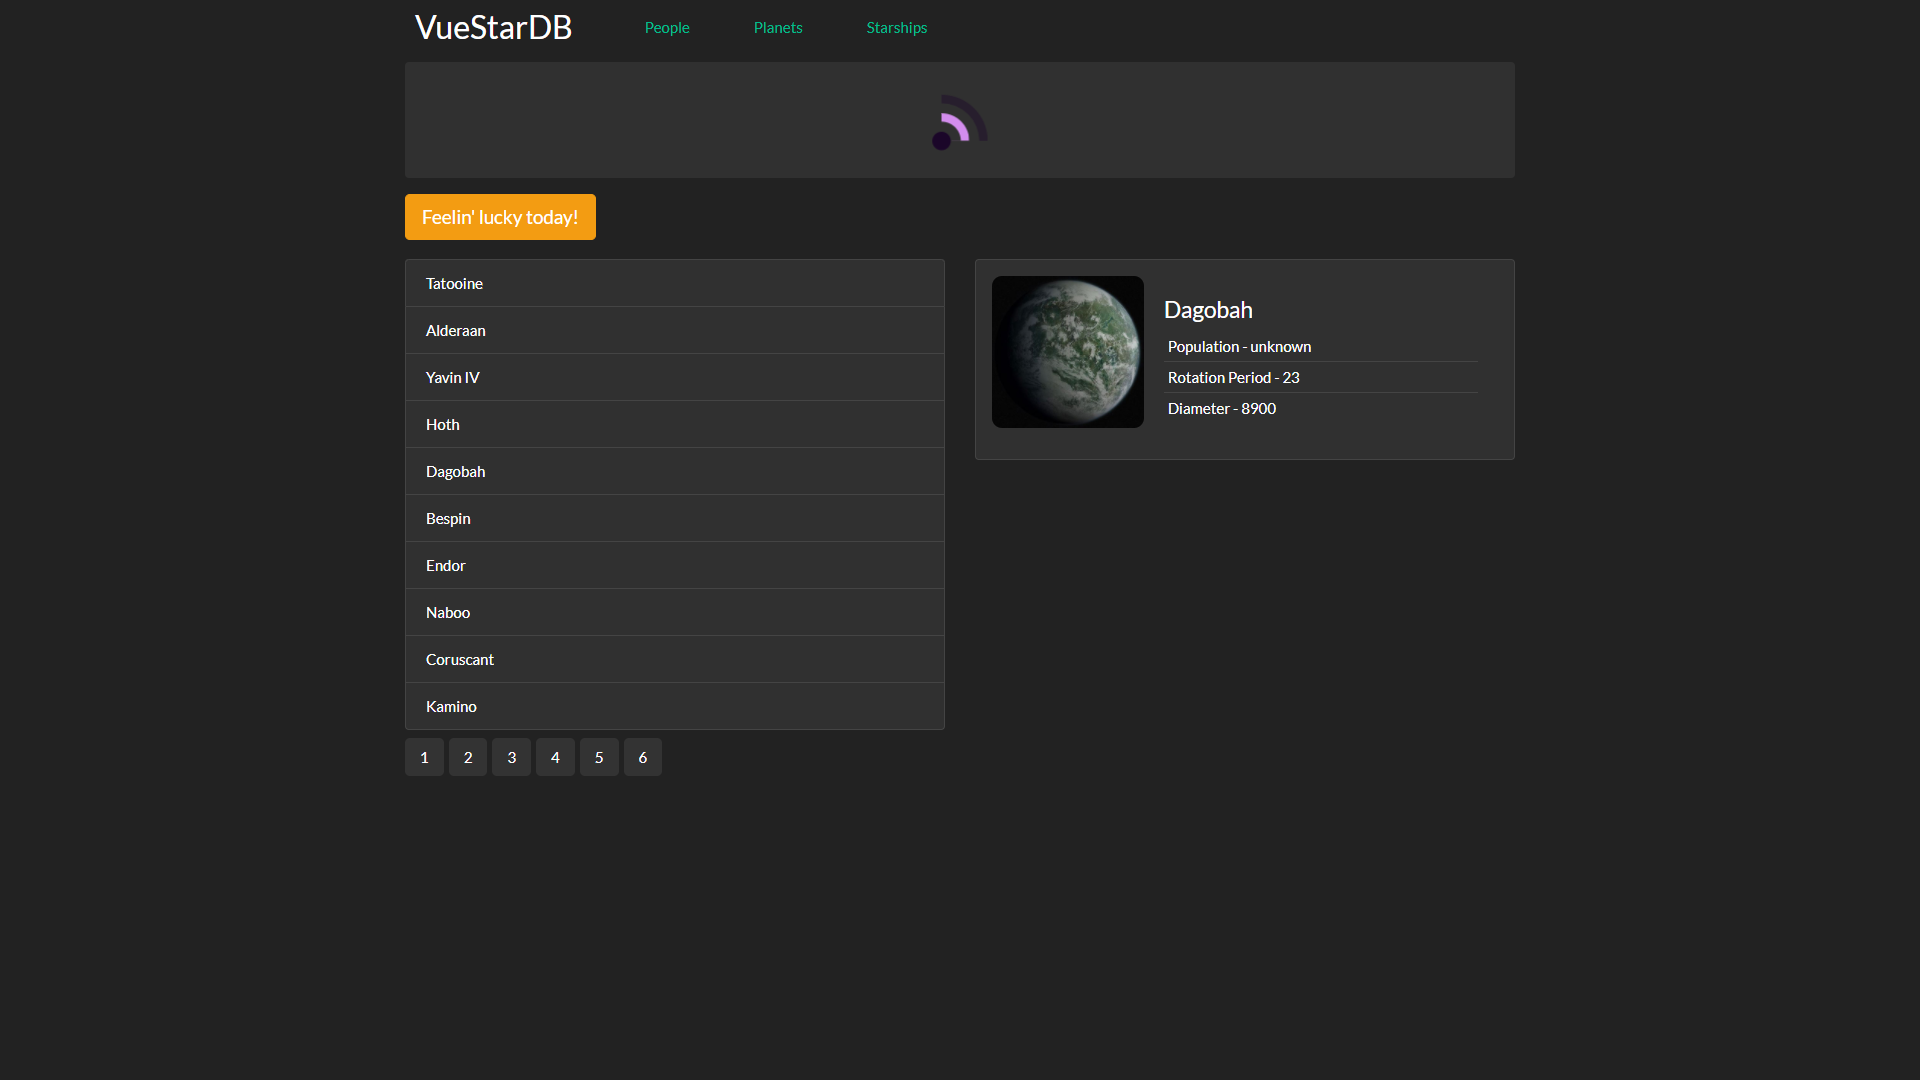 VueStarDB
People
Planets
Starships
Feelin' lucky today!
Tatooine
Alderaan
Yavin IV
Hoth
Dagobah
Bespin
Endor
Naboo
Coruscant
Kamino
1 2 3 4 5 6
Dagobah
Population - unknown
Rotation Period - 23
Diameter - 8900